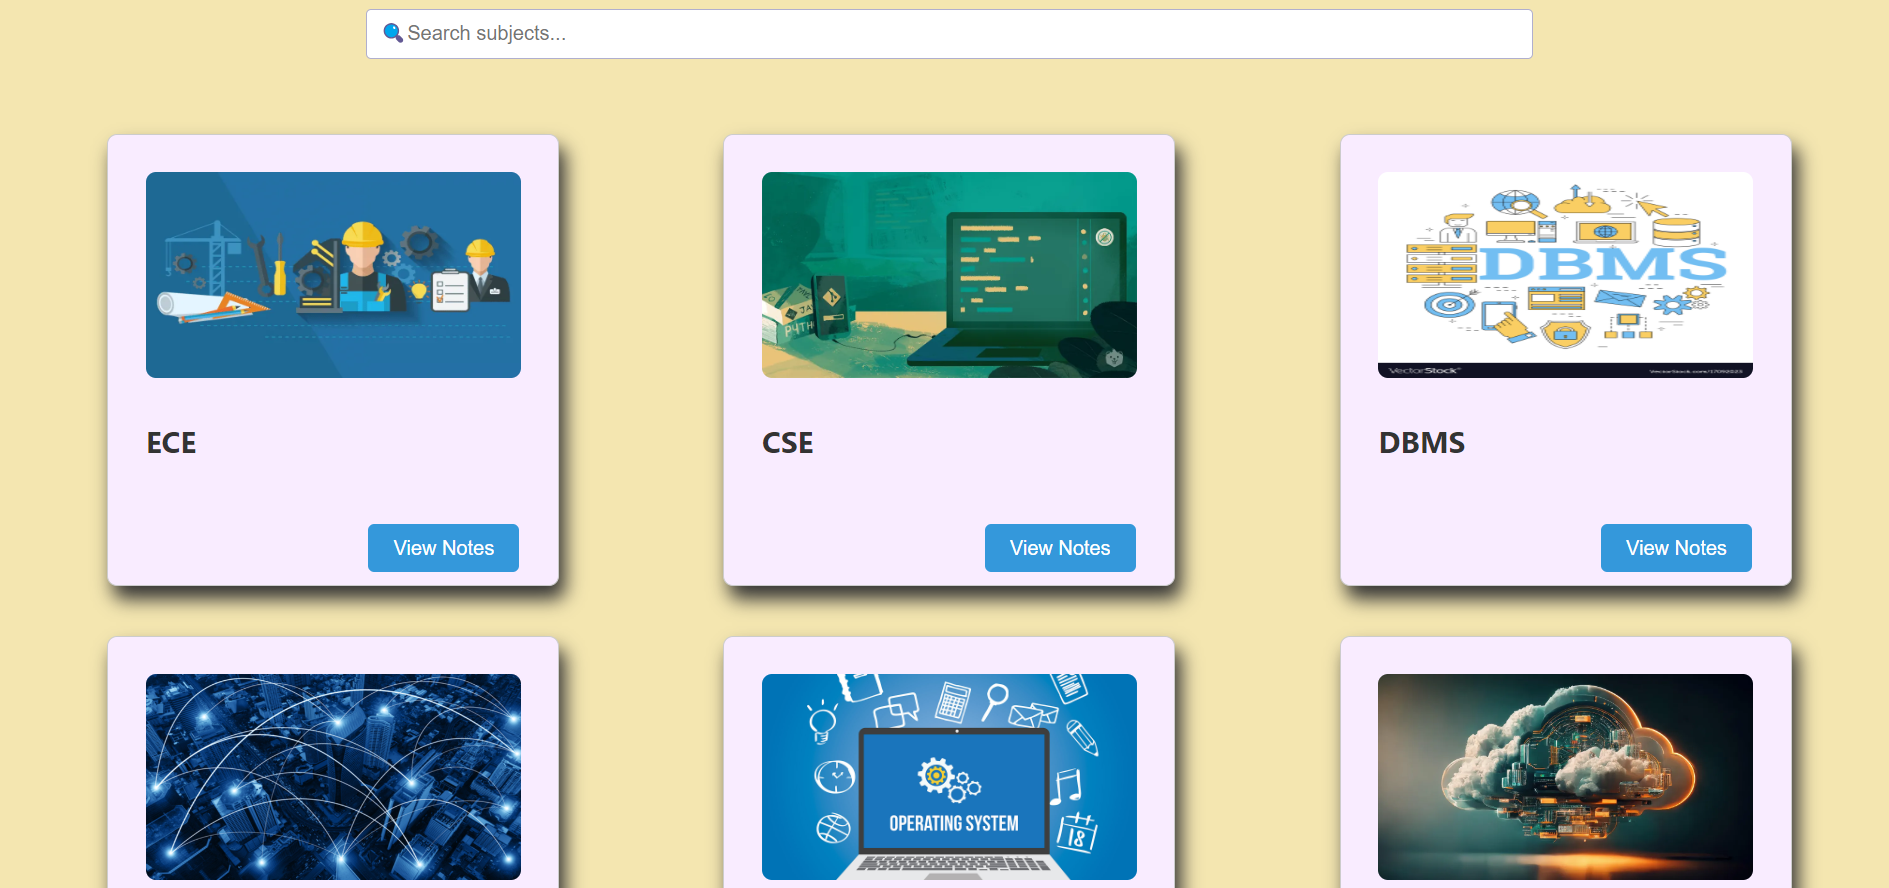 Search subjects...
DBMS
VectorStock
ECE
CSE
DBMS
View Notes
View Notes
View Notes
OPERATING SYSTEM
18